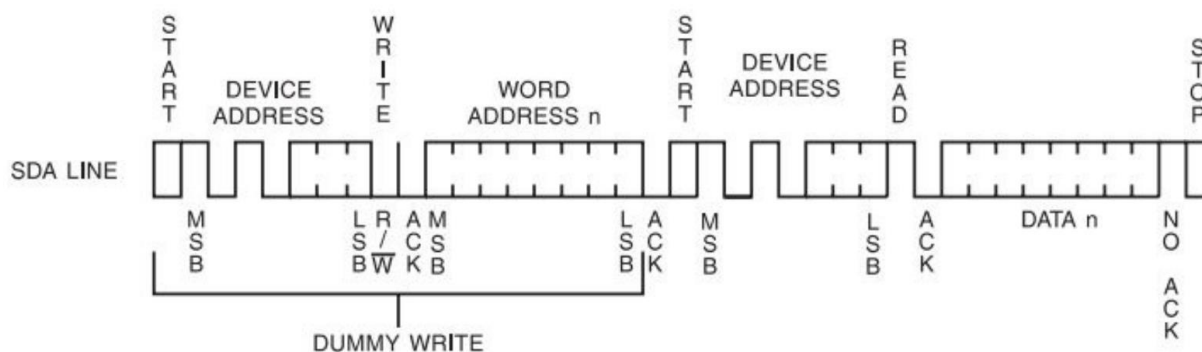 START
WRITE
START
READ
STOP
DEVICE
ADDRESS
WORD
ADDRESS n
DEVICE
ADDRESS
SDA LINE
MSB
LSB
R/W
ACK
MSB
LSB
ACK
MSB
LSB
ACK
DATA n
NO ACK
DUMMY WRITE